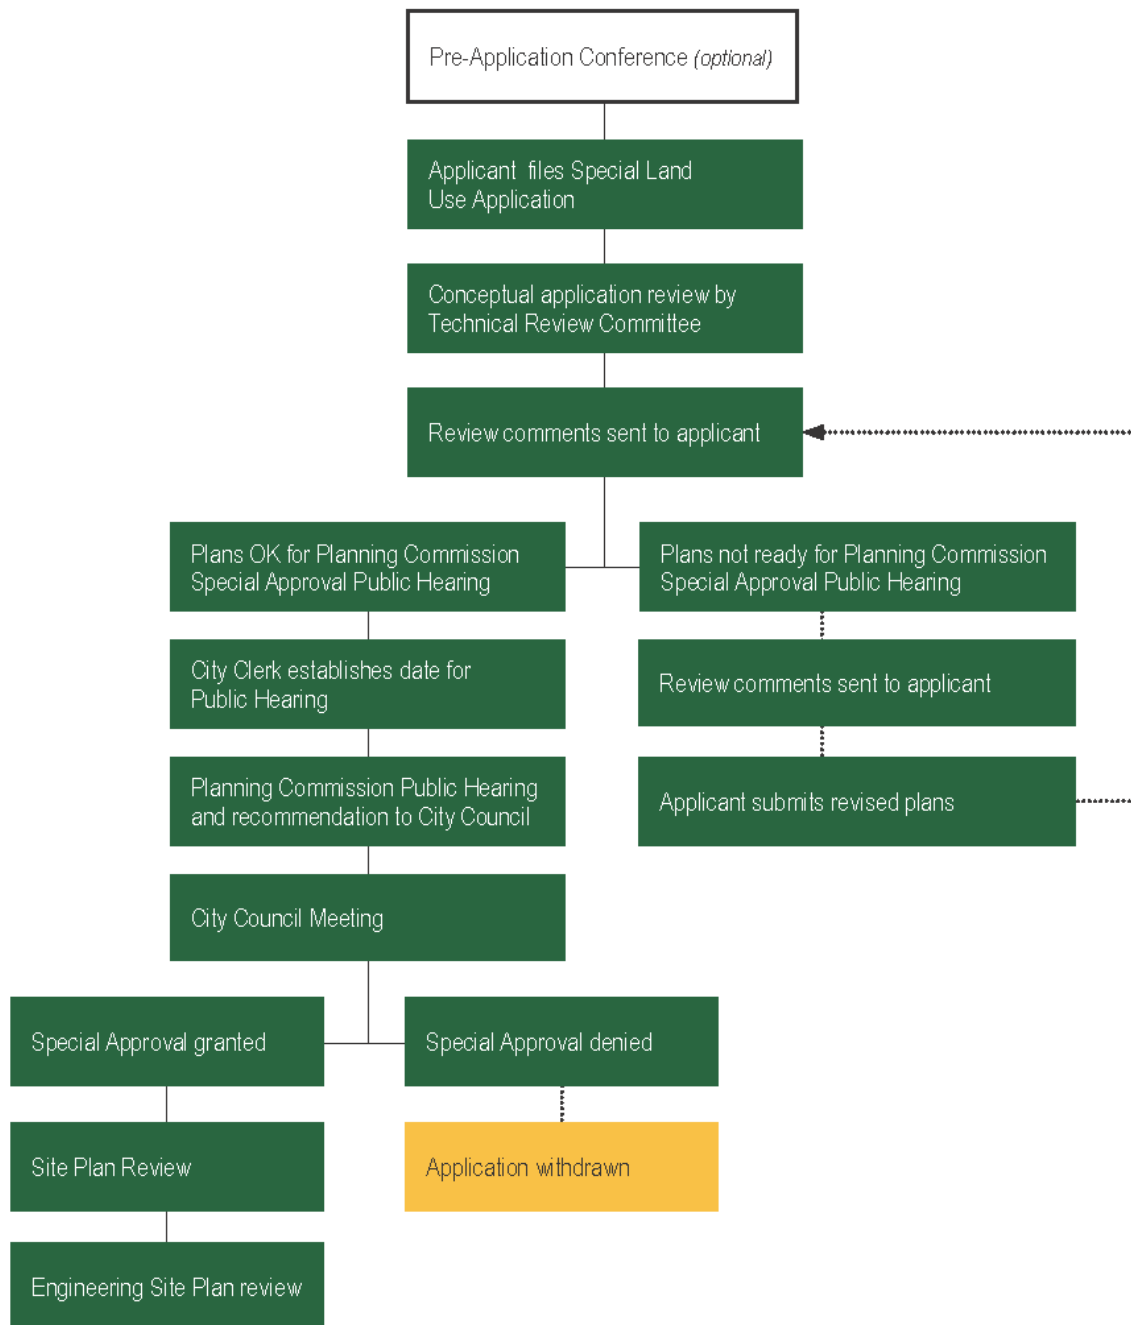 Pre-Application Conference (optional)
Applicant files Special Land
Use Application
Conceptual application review by
Technical Review Committee
Review comments sent to applicant
Plans OK for Planning Commission
Special Approval Public Hearing
Plans not ready for Planning Commission
Special Approval Public Hearing
City Clerk establishes date for
Public Hearing
Review comments sent to applicant
Planning Commission Public Hearing
and recommendation to City Council
Applicant submits revised plans
City Council Meeting
Special Approval granted
Special Approval denied
Site Plan Review
Application withdrawn
Engineering Site Plan review